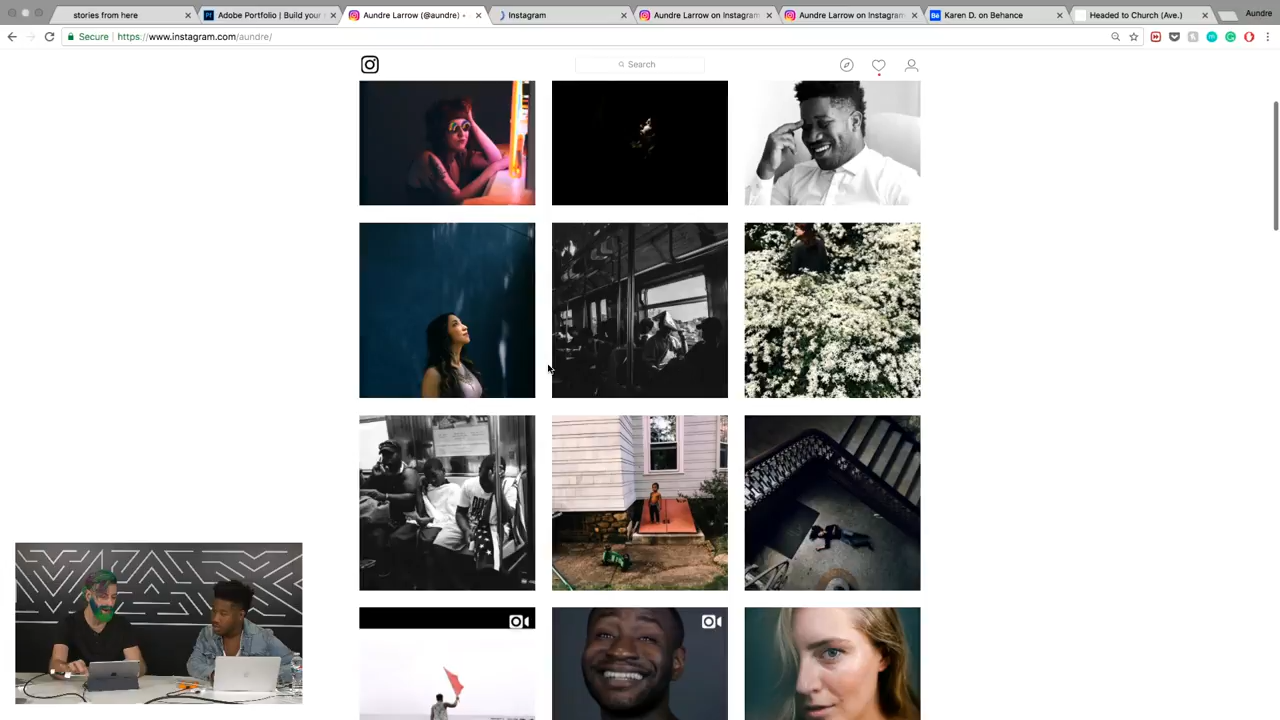 stories from here
Adobe Portfolio | Build your
Aundre Larrow (@aundre) •
Instagram
Aundre Larrow on Instagram
Aundre Larrow on Instagram
Karen D. on Behance
Headed to Church (Ave.)
Aundre
Secure | https://www.instagram.com/aundre/
Search